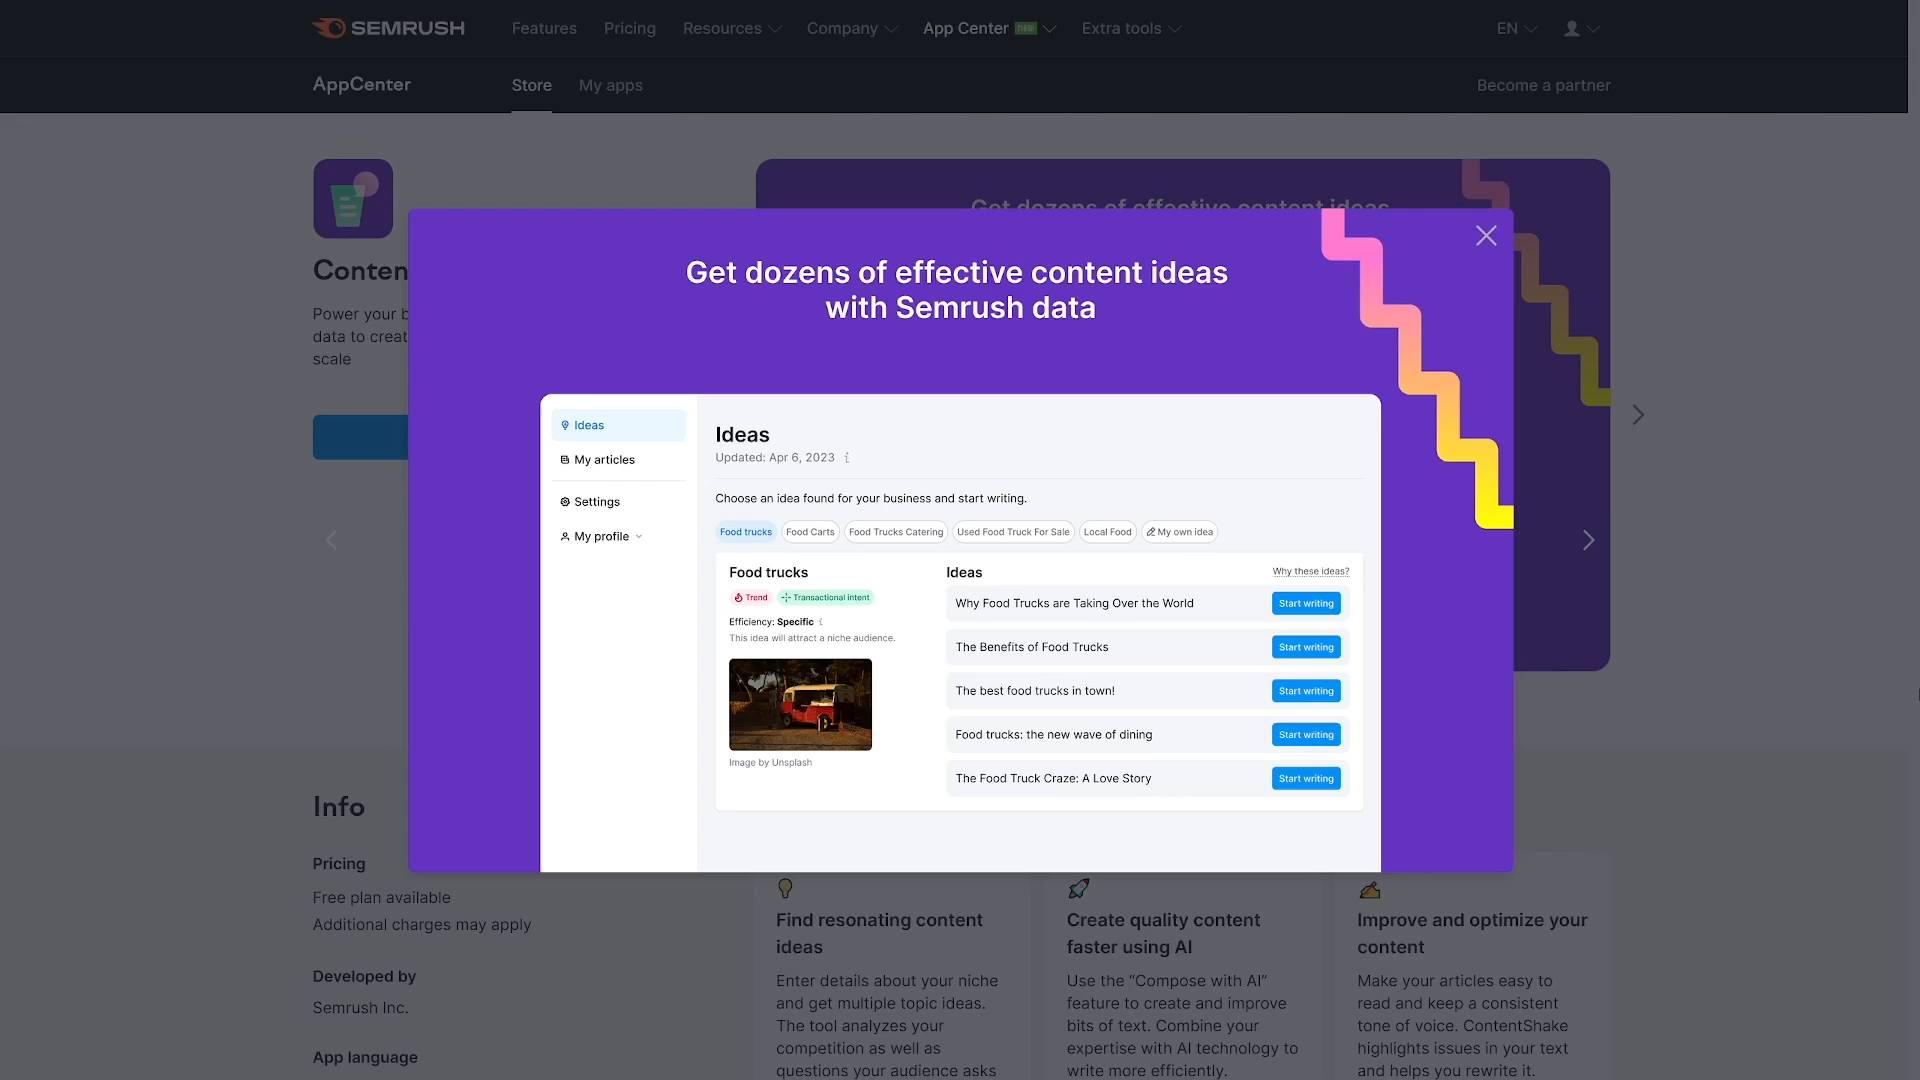 SEMRUSH
Features
Pricing
Resources
Company
App Center
new
Extra tools
EN
AppCenter
Store
My apps
Become a partner
Get dozens of effective content ideas
Conten
Power your b
data to creat
scale
Get dozens of effective content ideas
with Semrush data
Ideas
My articles
Settings
My profile
Ideas
Updated: Apr 6, 2023 i
Choose an idea found for your business and start writing.
Food trucks
Food Carts
Food Trucks Catering
Used Food Truck For Sale
Local Food
My own idea
Food trucks
Trend
Transactional intent
Efficiency: Specific i
This idea will attract a niche audience.
Image by Unsplash
Ideas
Why these ideas?
Why Food Trucks are Taking Over the World
Start writing
The Benefits of Food Trucks
Start writing
The best food trucks in town!
Start writing
Food trucks: the new wave of dining
Start writing
The Food Truck Craze: A Love Story
Start writing
Info
Pricing
Free plan available
Additional charges may apply
Developed by
Semrush Inc.
App language
Find resonating content
ideas
Enter details about your niche
and get multiple topic ideas.
The tool analyzes your
competition as well as
questions your audience asks
Create quality content
faster using AI
Use the “Compose with AI”
feature to create and improve
bits of text. Combine your
expertise with AI technology to
write more efficiently.
Improve and optimize your
content
Make your articles easy to
read and keep a consistent
tone of voice. ContentShake
highlights issues in your text
and helps you rewrite it.